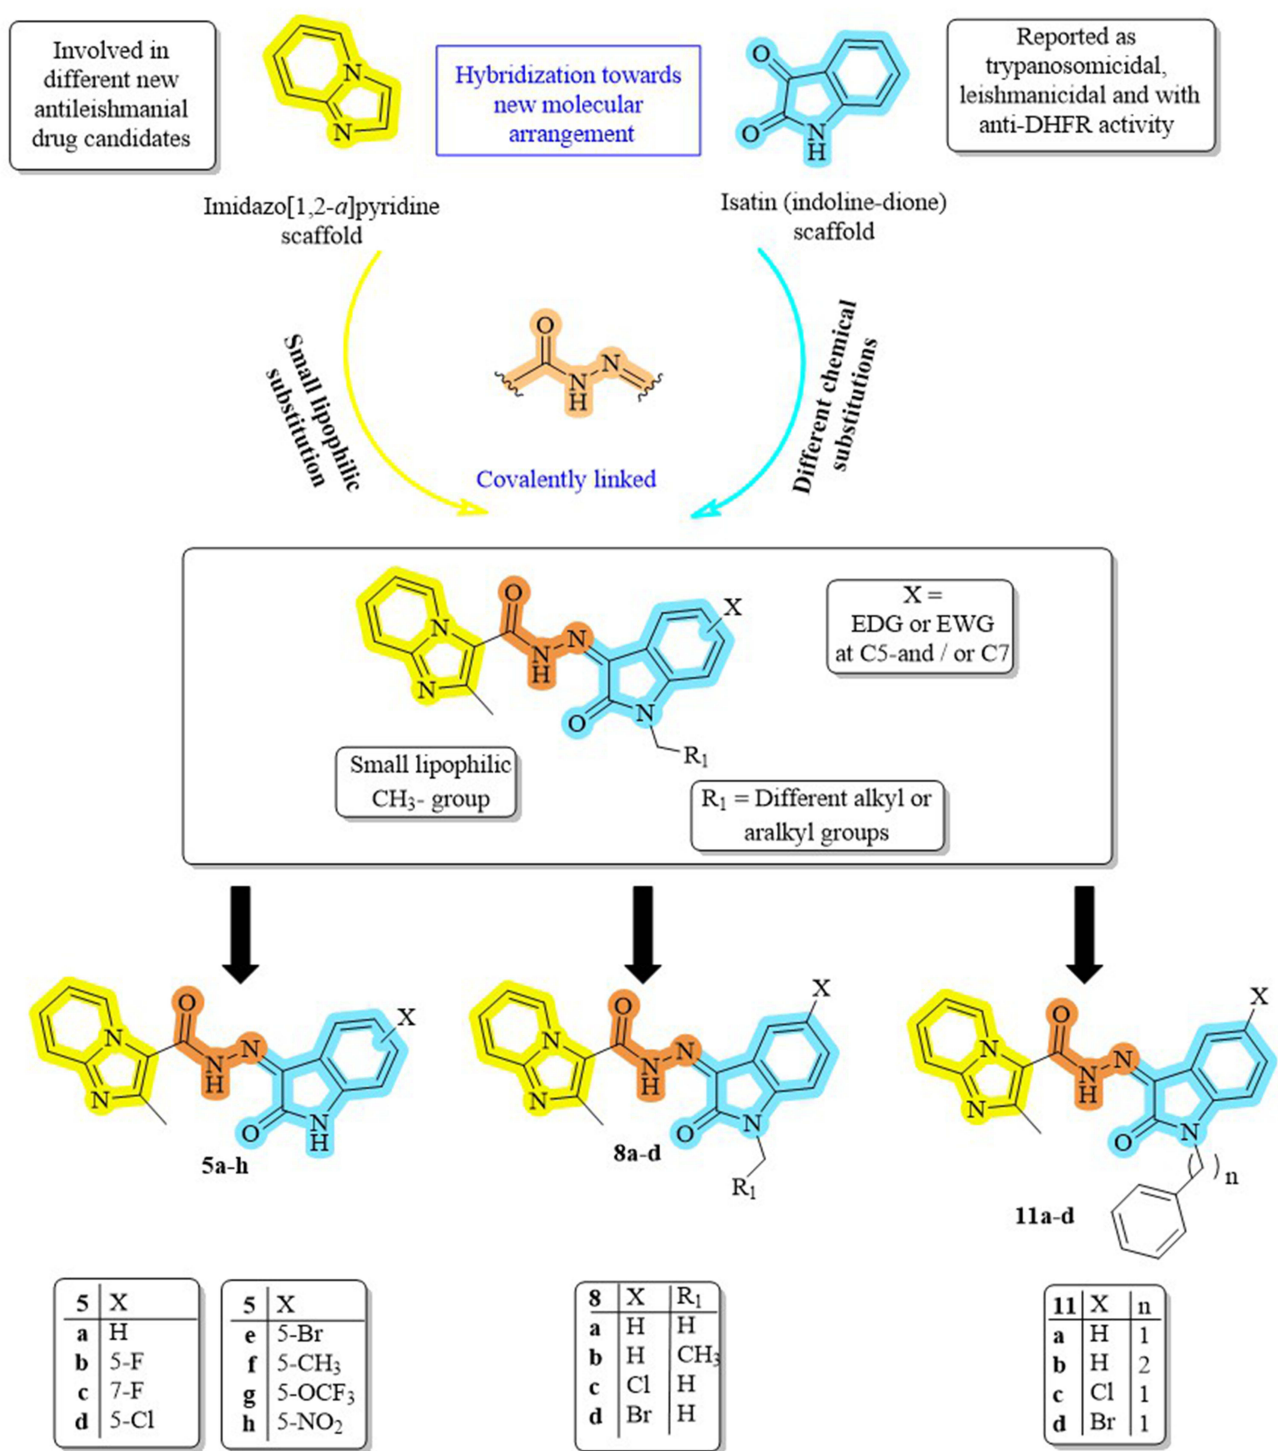 Involved in
different new
antileishmanial
drug candidates
N
N
Hybridization towards
new molecular
arrangement
O
O
N
H
Reported as
trypanosomicidal,
leishmanicidal and with
anti-DHFR activity
Imidazo[1,2-a]pyridine
scaffold
Isatin (indoline-dione)
scaffold
Small lipophilic
substitution
O
N
H
N
Different chemical
substitutions
Covalently linked
N
N
O
N
H
N
O
N
X
R₁
X =
EDG or EWG
at C5-and / or C7
Small lipophilic
CH₃- group
R₁ = Different alkyl or
aralkyl groups
N
N
O
N
H
N
O
N
H
X
5a-h
N
N
O
N
H
N
O
N
X
R₁
8a-d
N
N
O
N
H
N
O
N
X
( )
n
11a-d
5 X
a H
b 5-F
c 7-F
d 5-Cl
5 X
e 5-Br
f 5-CH₃
g 5-OCF₃
h 5-NO₂
8 X R₁
a H H
b H CH₃
c Cl H
d Br H
11 X n
a H 1
b H 2
c Cl 1
d Br 1